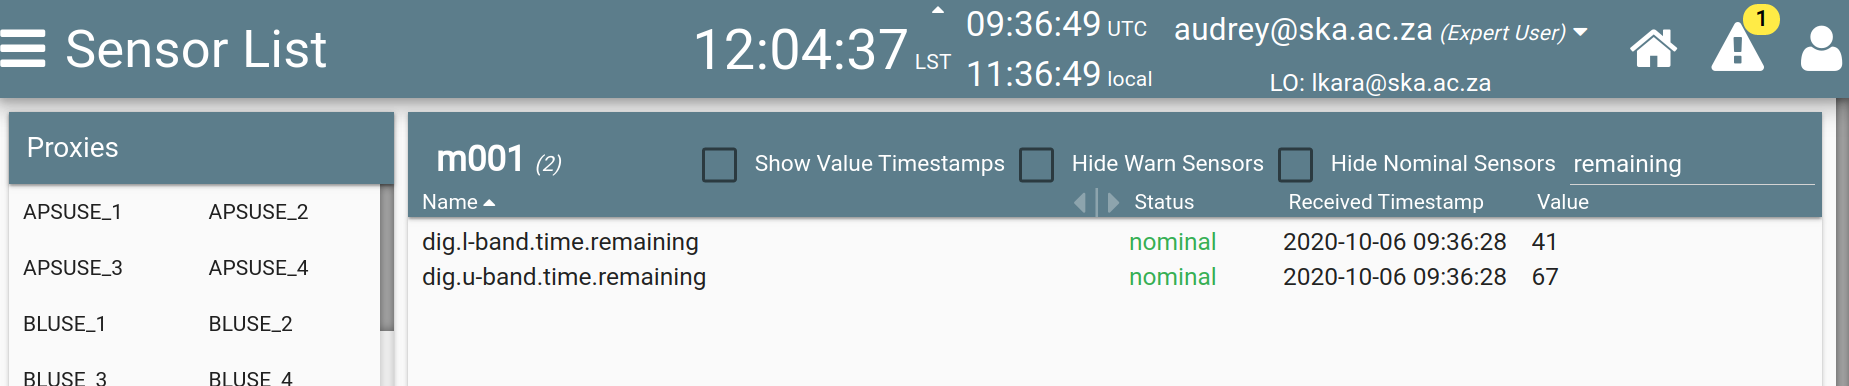 Sensor List
12:04:37 LST
09:36:49 UTC
11:36:49 local
audrey@ska.ac.za (Expert User)
LO: lkara@ska.ac.za
1
Proxies
APSUSE_1 APSUSE_2
APSUSE_3 APSUSE_4
BLUSE_1 BLUSE_2
BLUSE_3 BLUSE_4
m001 (2) Show Value Timestamps Hide Warn Sensors Hide Nominal Sensors remaining
Name Status Received Timestamp Value
dig.l-band.time.remaining nominal 2020-10-06 09:36:28 41
dig.u-band.time.remaining nominal 2020-10-06 09:36:28 67